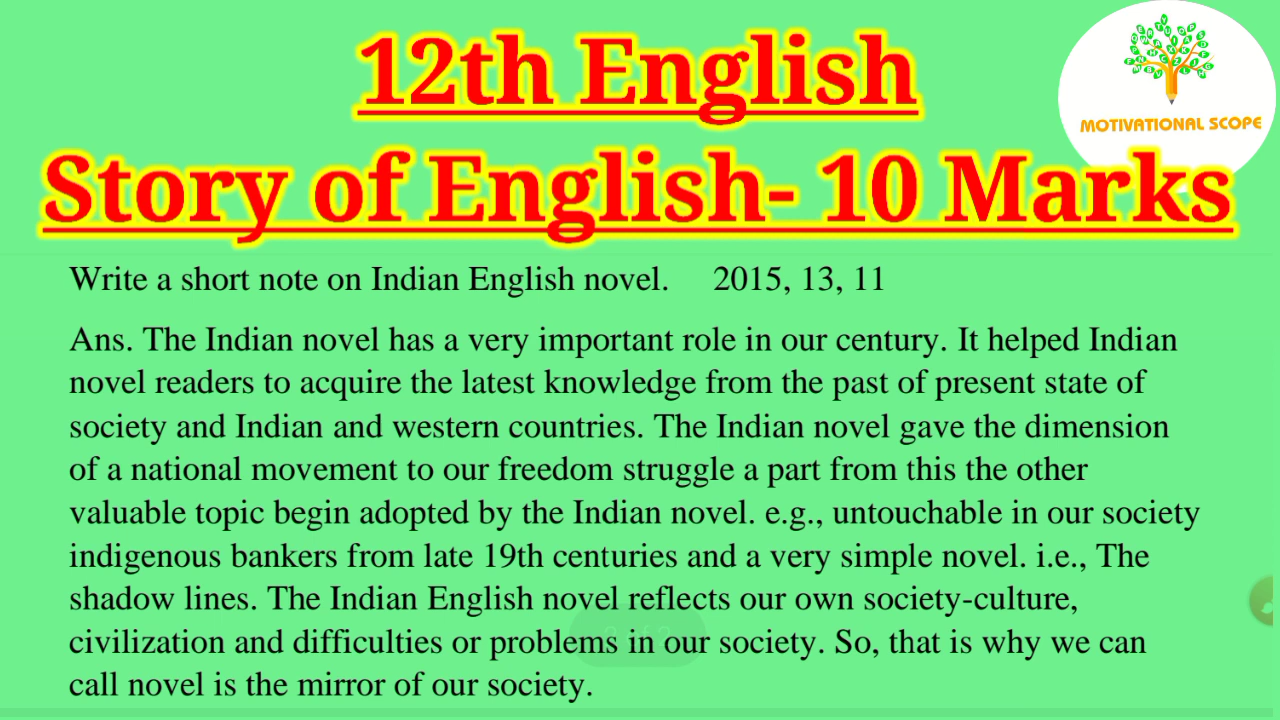 12th English
MOTIVATIONAL SCOPE
Story of English- 10 Marks
Write a short note on Indian English novel. 2015, 13, 11
Ans. The Indian novel has a very important role in our century. It helped Indian
novel readers to acquire the latest knowledge from the past of present state of
society and Indian and western countries. The Indian novel gave the dimension
of a national movement to our freedom struggle a part from this the other
valuable topic begin adopted by the Indian novel. e.g., untouchable in our society
indigenous bankers from late 19th centuries and a very simple novel. i.e., The
shadow lines. The Indian English novel reflects our own society-culture,
civilization and difficulties or problems in our society. So, that is why we can
call novel is the mirror of our society.